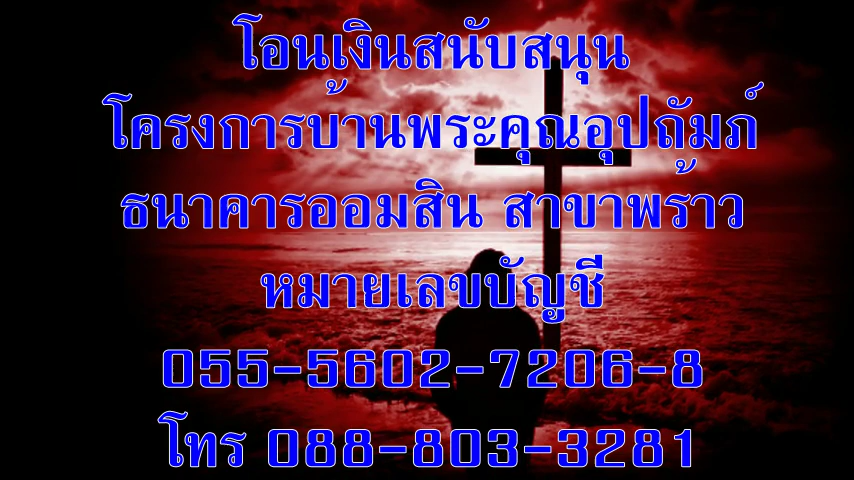 โอนเงินสนับสนุน
โครงการบ้านพระคุณอุปถัมภ์
ธนาคารออมสิน สาขาพร้าว
หมายเลขบัญชี
055-5602-7206-8
โทร 088-803-3281